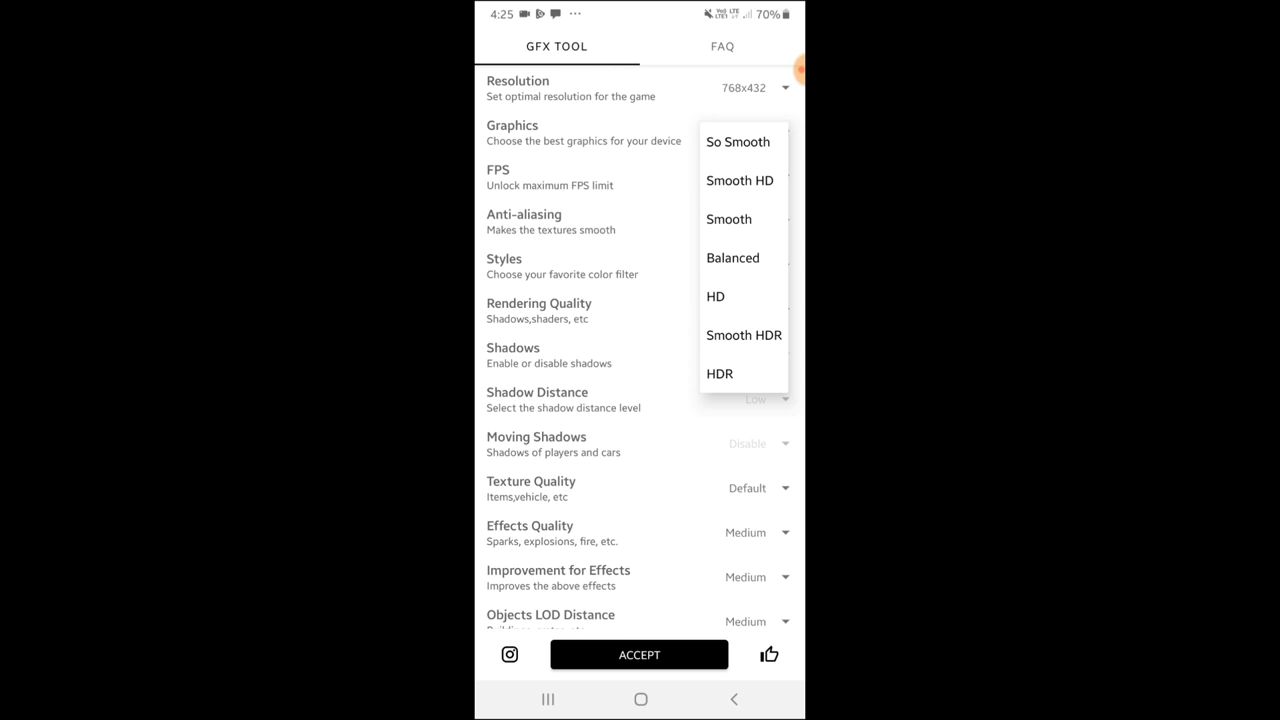 4:25 ··· Vo) LTE LTE1 70%
GFX TOOL FAQ
Resolution
Set optimal resolution for the game
768x432
Graphics
Choose the best graphics for your device
So Smooth
Smooth HD
Smooth
Balanced
HD
Smooth HDR
HDR
FPS
Unlock maximum FPS limit
Anti-aliasing
Makes the textures smooth
Styles
Choose your favorite color filter
Rendering Quality
Shadows,shaders, etc
Shadows
Enable or disable shadows
Shadow Distance
Select the shadow distance level
Low
Moving Shadows
Shadows of players and cars
Disable
Texture Quality
Items,vehicle, etc
Default
Effects Quality
Sparks, explosions, fire, etc.
Medium
Improvement for Effects
Improves the above effects
Medium
Objects LOD Distance
Medium
ACCEPT